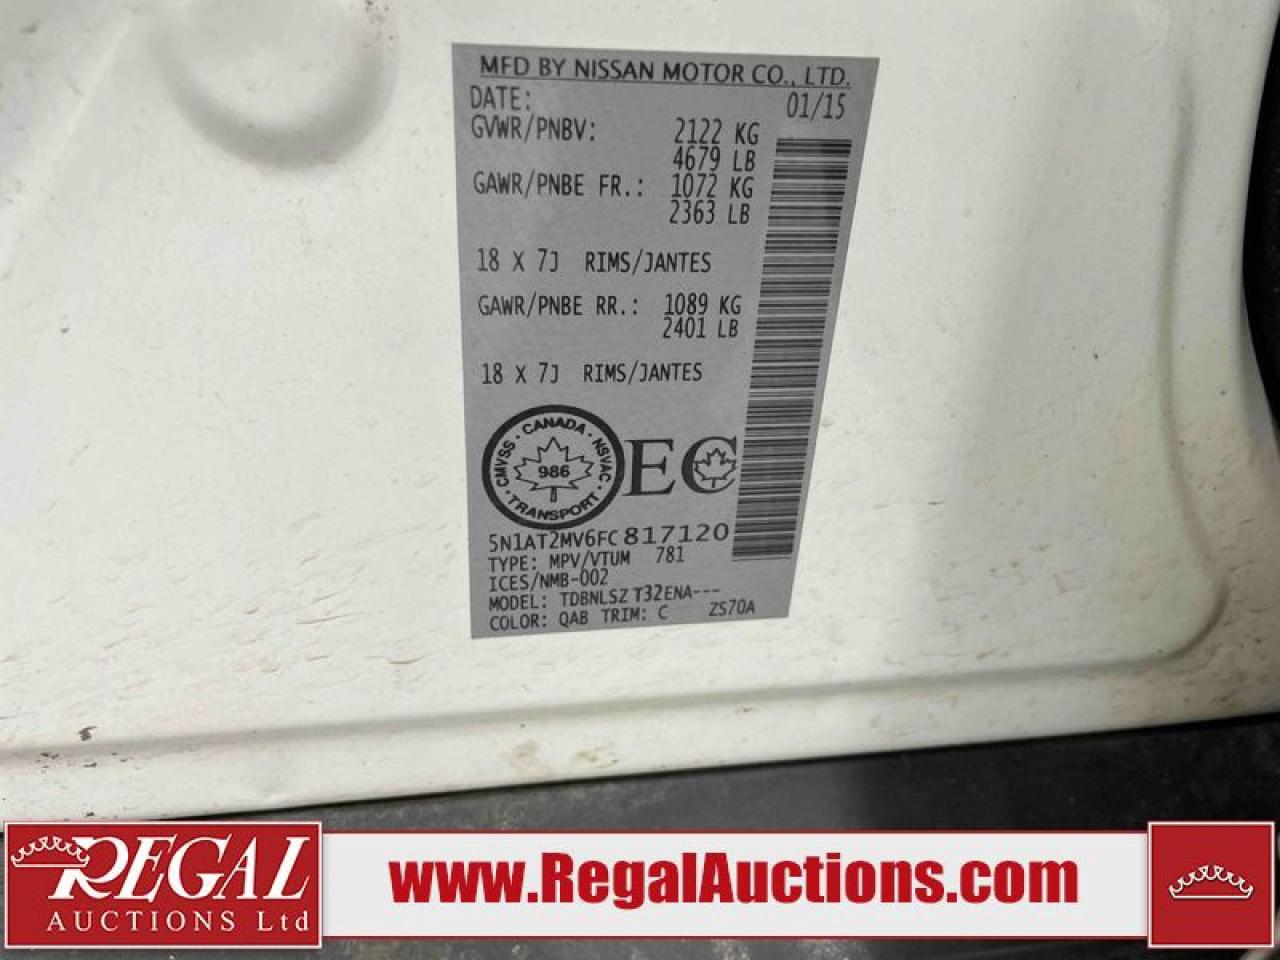 MFD BY NISSAN MOTOR CO., LTD.
DATE: 01/15
GVWR/PNBV: 2122 KG
4679 LB
GAWR/PNBE FR.: 1072 KG
2363 LB
18 X 7J RIMS/JANTES
GAWR/PNBE RR.: 1089 KG
2401 LB
18 X 7J RIMS/JANTES
CMVSS · CANADA · NSVAC · TRANSPORT ·
986
EC
5N1AT2MV6FC817120
TYPE: MPV/VTUM 781
ICES/NMB-002
MODEL: TDBNLSZ T32ENA---
COLOR: QAB TRIM: C ZS70A
REGAL
AUCTIONS Ltd
www.RegalAuctions.com